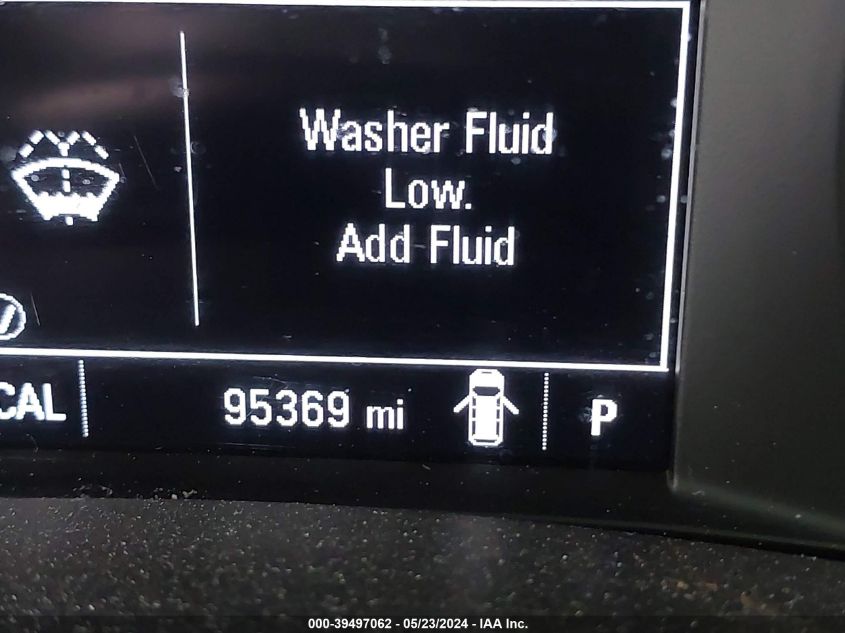 Washer Fluid
Low.
Add Fluid
CAL 95369 mi P
000-39497062 - 05/23/2024 - IAA Inc.